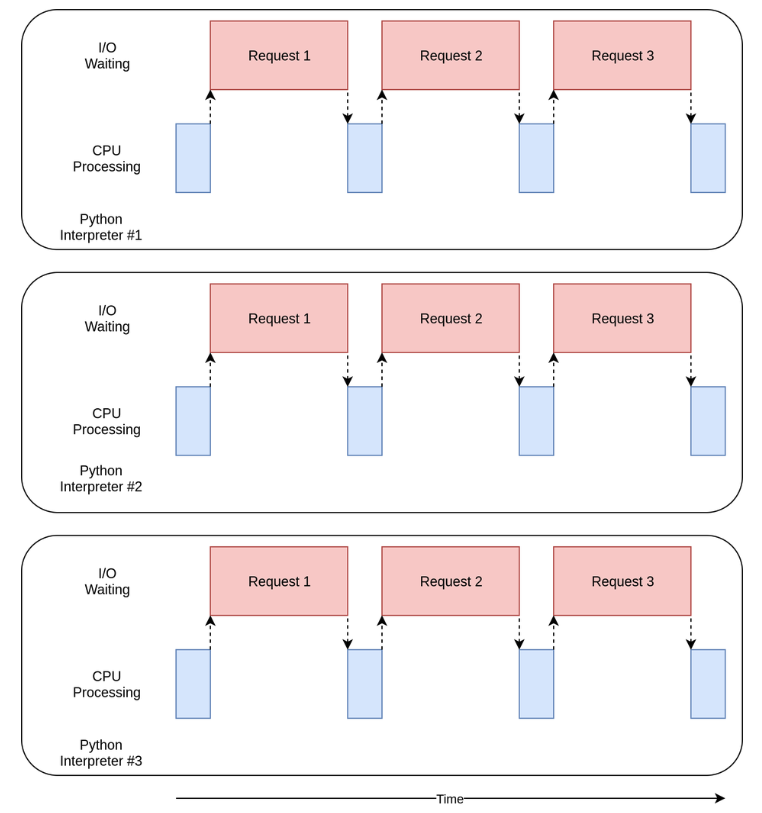 I/O
Waiting
Request 1
Request 2
Request 3
CPU
Processing
Python
Interpreter #1
I/O
Waiting
Request 1
Request 2
Request 3
CPU
Processing
Python
Interpreter #2
I/O
Waiting
Request 1
Request 2
Request 3
CPU
Processing
Python
Interpreter #3
Time